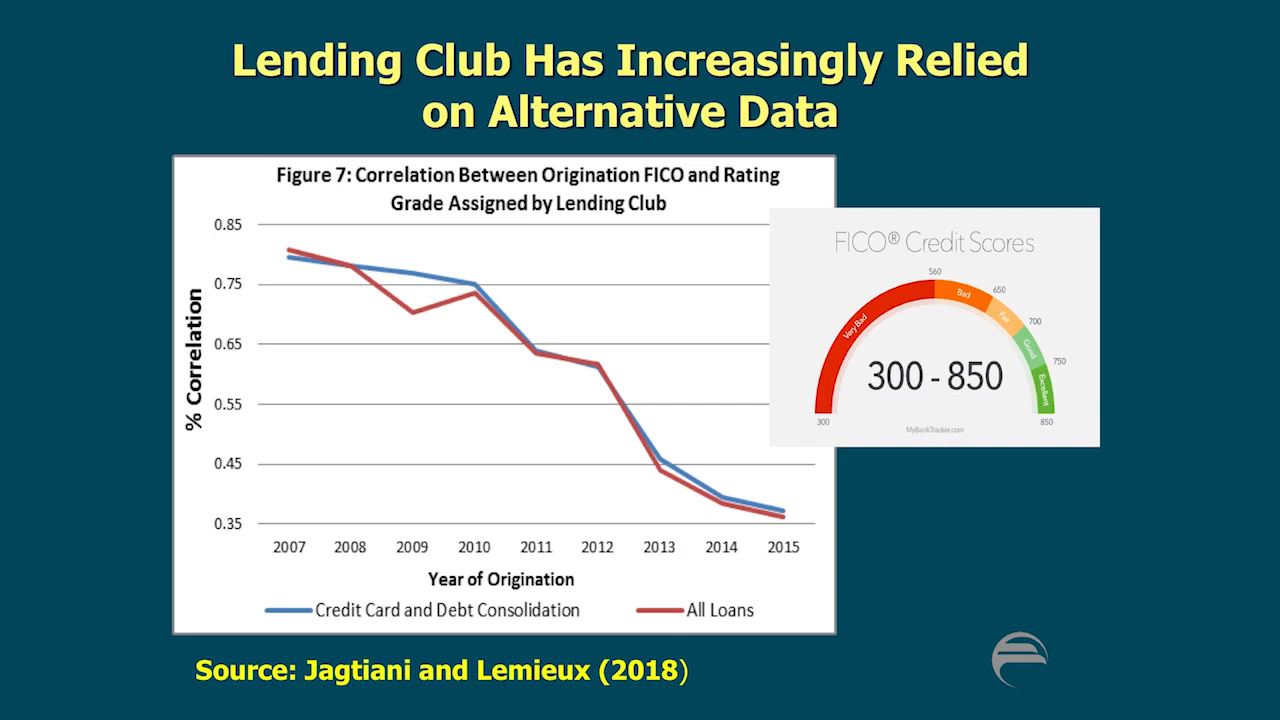 Lending Club Has Increasingly Relied
on Alternative Data
Figure 7: Correlation Between Origination FICO and Rating
Grade Assigned by Lending Club
% Correlation
0.85
0.75
0.65
0.55
0.45
0.35
2007 2008 2009 2010 2011 2012 2013 2014 2015
Year of Origination
Credit Card and Debt Consolidation All Loans
FICO® Credit Scores
560
650
700
750
Very Bad
Bad
Fair
Good
Excellent
300 - 850
300
850
MyBankTracker.com
Source: Jagtiani and Lemieux (2018)